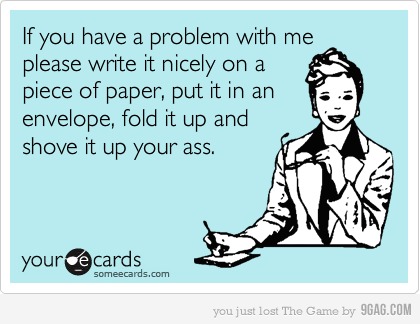 If you have a problem with me
please write it nicely on a
piece of paper, put it in an
envelope, fold it up and
shove it up your ass.
your e cards
someecards.com
you just lost The Game by 9GAG.COM